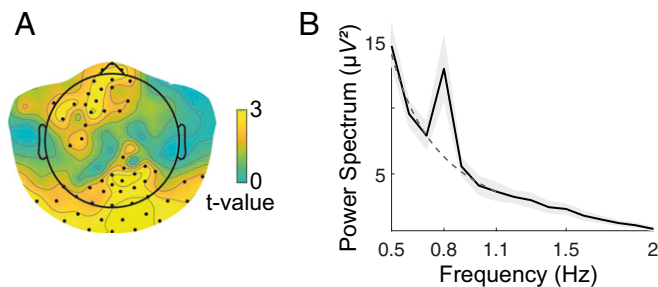 A
3
0
t-value
B
Power Spectrum (µV²)
15
5
0.5 0.8 1.1 1.5 2
Frequency (Hz)